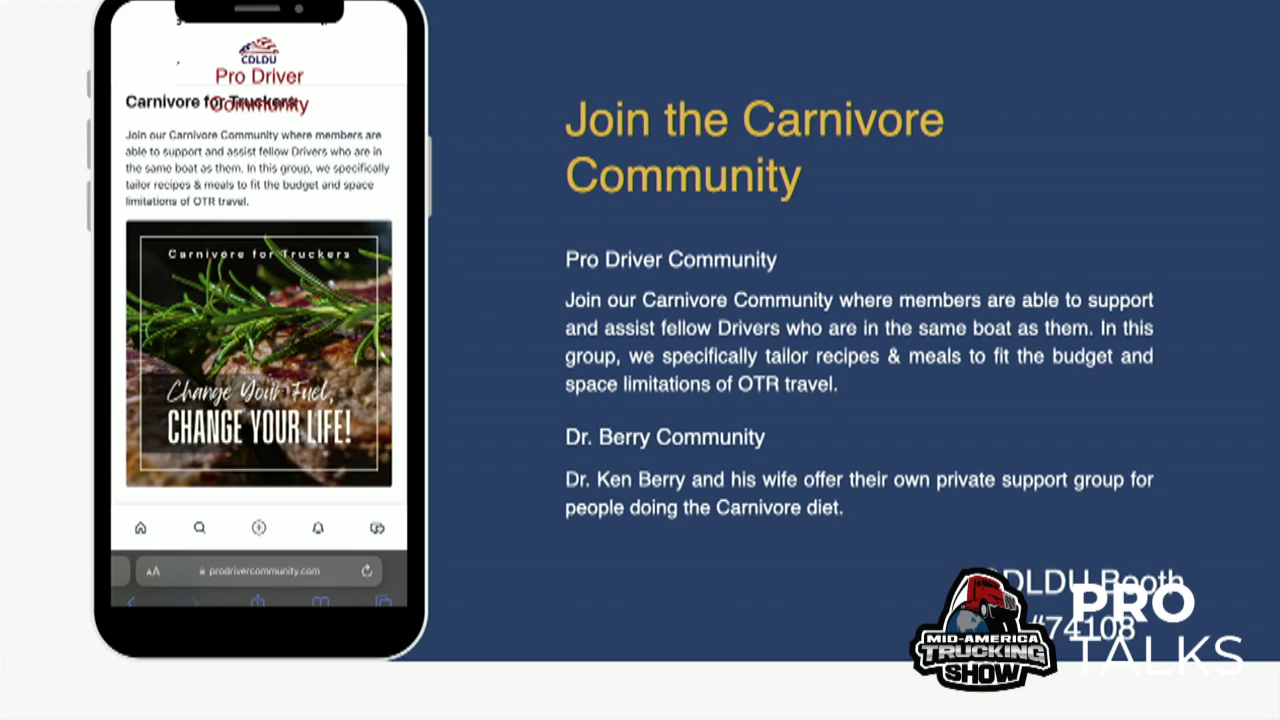 CDLDU
Pro Driver
Community
Carnivore for Truckers
Join our Carnivore Community where members are
able to support and assist fellow Drivers who are in
the same boat as them. In this group, we specifically
tailor recipes & meals to fit the budget and space
limitations of OTR travel.
Carnivore for Truckers
Change Your Fuel,
CHANGE YOUR LIFE!
AA
prodrivercommunity.com
Join the Carnivore
Community
Pro Driver Community
Join our Carnivore Community where members are able to support
and assist fellow Drivers who are in the same boat as them. In this
group, we specifically tailor recipes & meals to fit the budget and
space limitations of OTR travel.
Dr. Berry Community
Dr. Ken Berry and his wife offer their own private support group for
people doing the Carnivore diet.
CDLDU Booth
#74108
MID-AMERICA
TRUCKING
SHOW
PRO
TALKS